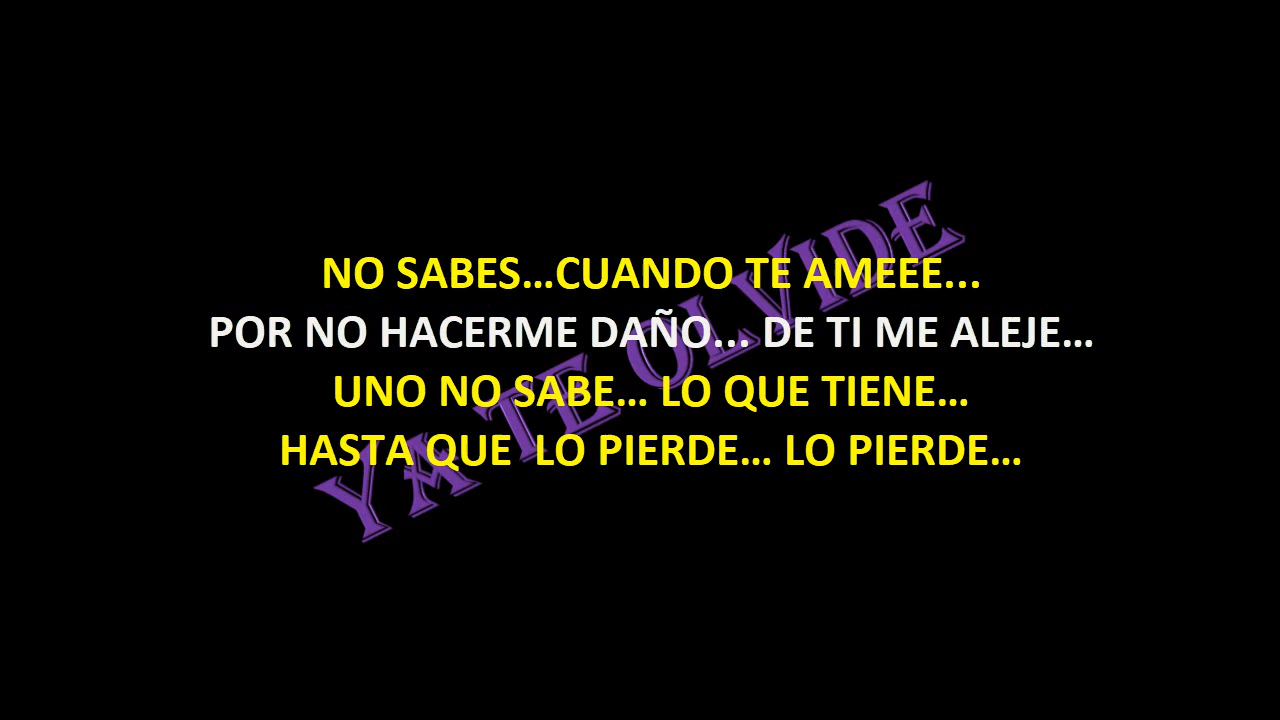 NO SABES...CUANDO TE AMEEE...
POR NO HACERME DAÑO... DE TI ME ALEJE...
UNO NO SABE... LO QUE TIENE...
HASTA QUE  LO PIERDE... LO PIERDE...
YA TE OLVIDE